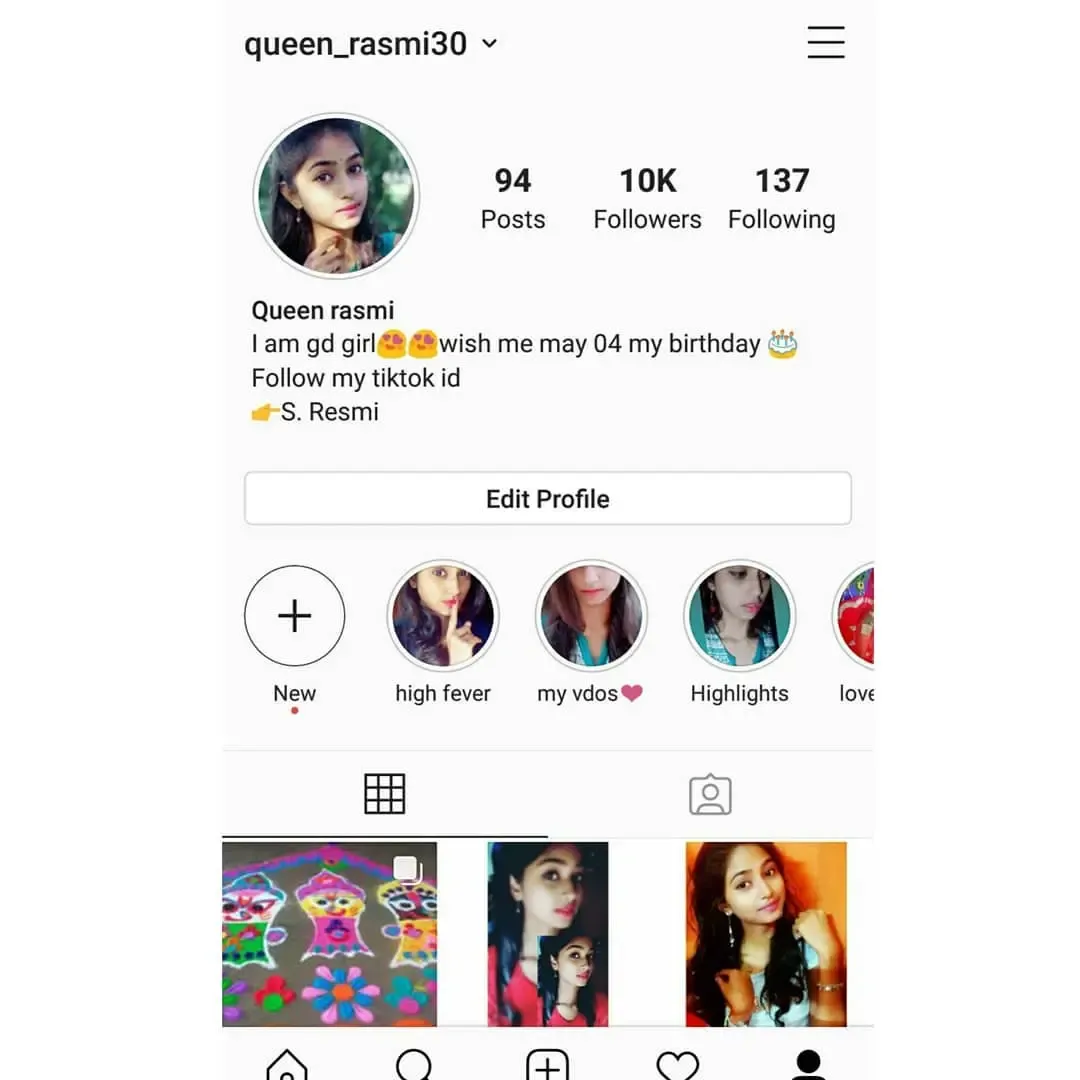 queen_rasmi30
94 10K 137
Posts Followers Following
Queen rasmi
I am gd girl😍😍wish me may 04 my birthday 🎂
Follow my tiktok id
👉S. Resmi
Edit Profile
New high fever my vdos❤ Highlights love